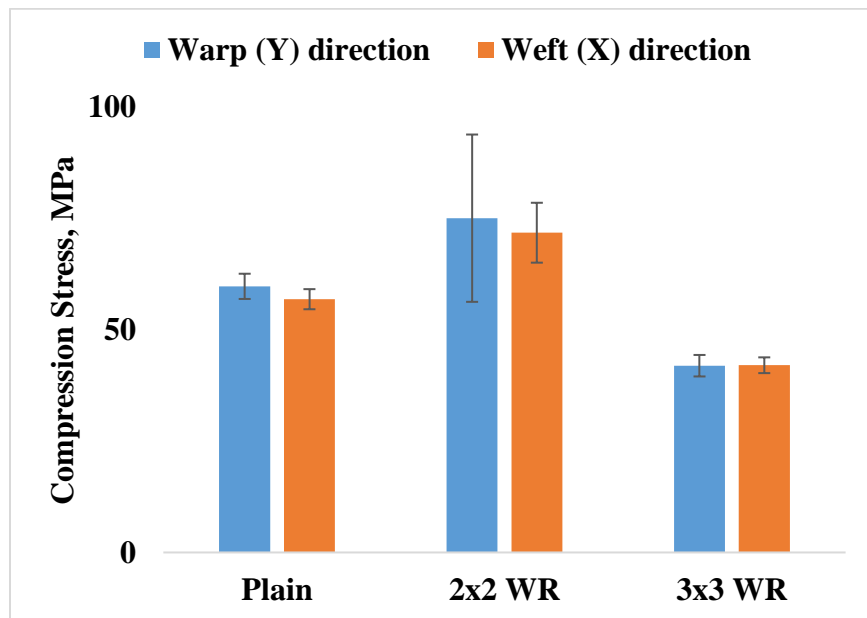 Warp (Y) direction Weft (X) direction
100
50
0
Compression Stress, MPa
Plain 2x2 WR 3x3 WR